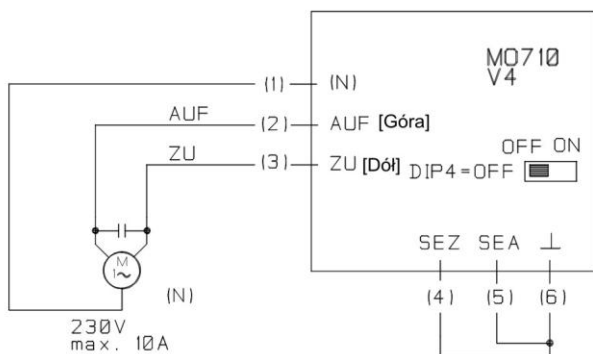 MO710
V4
(1) (N)
AUF (2) AUF [Góra]
OFF ON
ZU (3) ZU [Dół] DIP4=OFF
SEZ SEA ⊥
M
1~
(N) (4) (5) (6)
230V
max. 10A